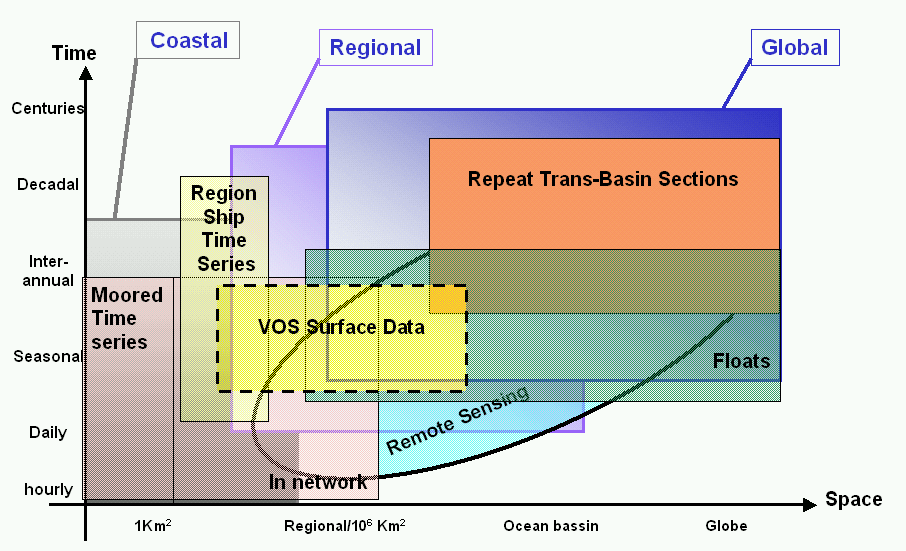 Coastal
Regional
Global
Time
Centuries
Decadal
Inter-
annual
Seasonal
Daily
hourly
Region
Ship
Time
Series
Repeat Trans-Basin Sections
Moored
Time
series
VOS Surface Data
Floats
Remote Sensing
In network
Space
1Km²
Regional/10⁶ Km²
Ocean bassin
Globe